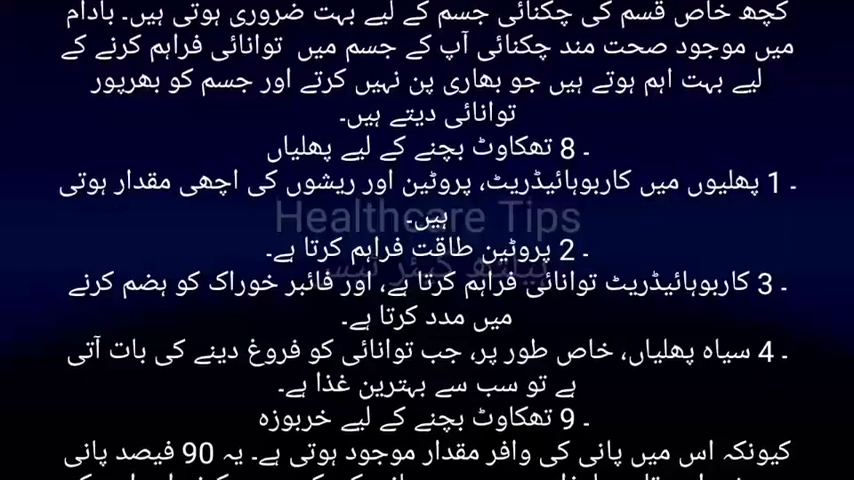 کچھ خاص قسم کی چکنائی جسم کے لیے بہت ضروری ہوتی ہیں۔ بادام
میں موجود صحت مند چکنائی آپ کے جسم میں توانائی فراہم کرنے کے
لیے بہت اہم ہوتے ہیں جو بھاری پن نہیں کرتے اور جسم کو بھرپور
توانائی دیتے ہیں۔
۔ 8 تھکاوٹ بچنے کے لیے پھلیاں
۔ 1 پھلیوں میں کاربوہائیڈریٹ، پروٹین اور ریشوں کی اچھی مقدار ہوتی
ہیں۔
Healthcare Tips
۔ 2 پروٹین طاقت فراہم کرتا ہے۔
ہیلتھ کیئر ٹپس
۔ 3 کاربوہائیڈریٹ توانائی فراہم کرتا ہے، اور فائبر خوراک کو ہضم کرنے
میں مدد کرتا ہے۔
۔ 4 سیاہ پھلیاں، خاص طور پر، جب توانائی کو فروغ دینے کی بات آتی
ہے تو سب سے بہترین غذا ہے۔
۔ 9 تھکاوٹ بچنے کے لیے خربوزہ
کیونکہ اس میں پانی کی وافر مقدار موجود ہوتی ہے۔ یہ 90 فیصد پانی